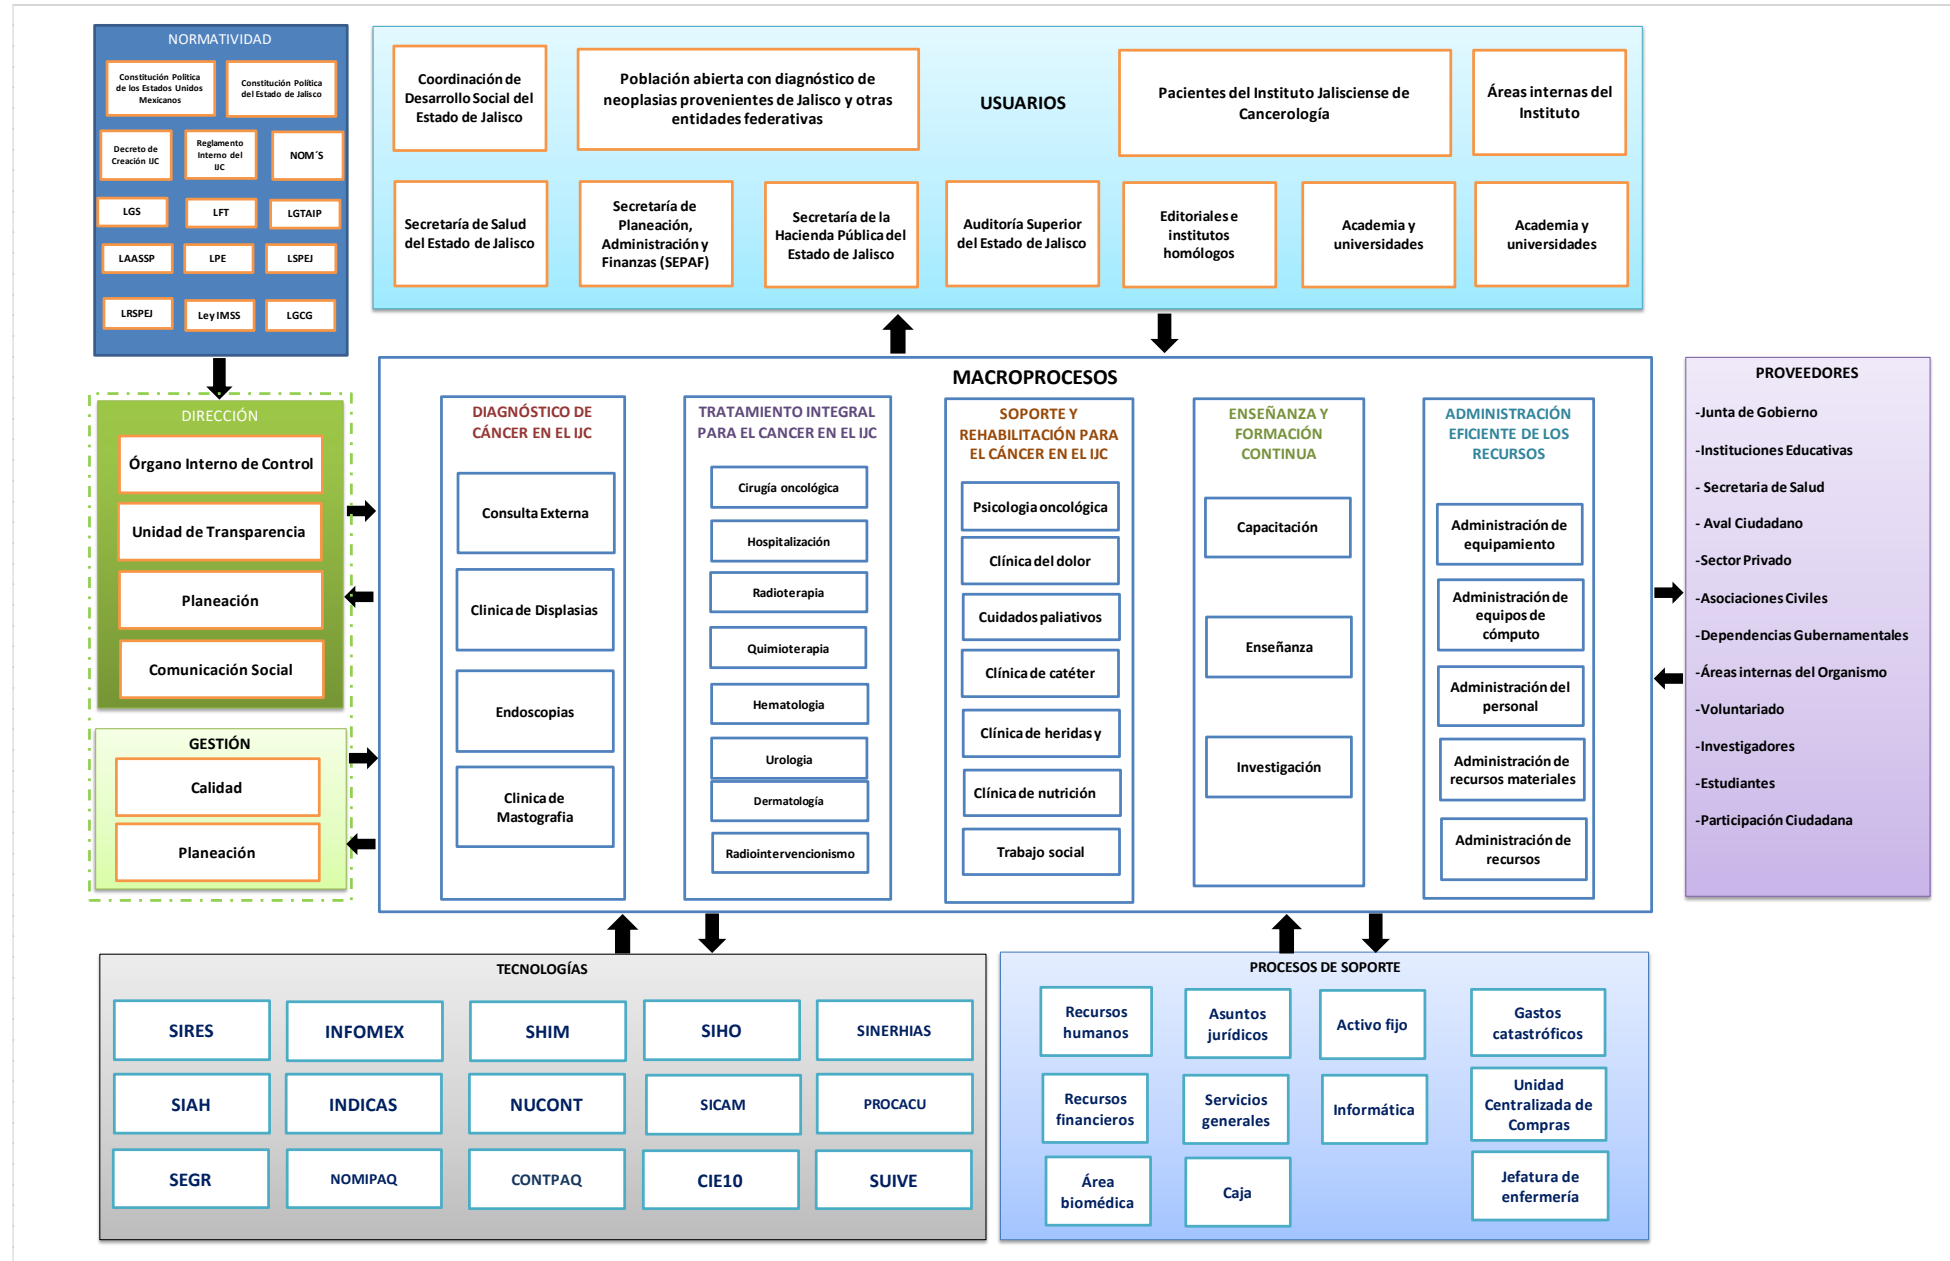 NORMATIVIDAD
Constitución Politica
de los Estados Unidos
Mexicanos
Constitución Política
del Estado de Jalisco
Decreto de
Creación IJC
Reglamento
Interno del
IJC
NOM´S
LGS
LFT
LGTAIP
LAASSP
LPE
LSPEJ
LRSPEJ
Ley IMSS
LGCG
Coordinación de
Desarrollo Social del
Estado de Jalisco
Población abierta con diagnóstico de
neoplasias provenientes de Jalisco y otras
entidades federativas
USUARIOS
Pacientes del Instituto Jalisciense de
Cancerología
Áreas internas del
Instituto
Secretaría de Salud
del Estado de Jalisco
Secretaría de
Planeación,
Administración y
Finanzas (SEPAF)
Secretaría de la
Hacienda Pública del
Estado de Jalisco
Auditoría Superior
del Estado de Jalisco
Editoriales e
institutos
homólogos
Academia y
universidades
Academia y
universidades
DIRECCIÓN
Órgano Interno de Control
Unidad de Transparencia
Planeación
Comunicación Social
GESTIÓN
Calidad
Planeación
MACROPROCESOS
DIAGNÓSTICO DE
CÁNCER EN EL IJC
Consulta Externa
Clinica de Displasias
Endoscopias
Clinica de
Mastografia
TRATAMIENTO INTEGRAL
PARA EL CANCER EN EL IJC
Cirugía oncológica
Hospitalización
Radioterapia
Quimioterapia
Hematologia
Urologia
Dermatología
Radiointervencionismo
SOPORTE Y
REHABILITACIÓN PARA
EL CÁNCER EN EL IJC
Psicologia oncológica
Clínica del dolor
Cuidados paliativos
Clínica de catéter
Clínica de heridas y
Clínica de nutrición
Trabajo social
ENSEÑANZA Y
FORMACIÓN
CONTINUA
Capacitación
Enseñanza
Investigación
ADMINISTRACIÓN
EFICIENTE DE LOS
RECURSOS
Administración de
equipamiento
Administración de
equipos de
cómputo
Administración del
personal
Administración de
recursos materiales
Administración de
recursos
PROVEEDORES
-Junta de Gobierno
-Instituciones Educativas
- Secretaria de Salud
- Aval Ciudadano
-Sector Privado
-Asociaciones Civiles
-Dependencias Gubernamentales
-Áreas internas del Organismo
-Voluntariado
-Investigadores
-Estudiantes
-Participación Ciudadana
TECNOLOGÍAS
SIRES
INFOMEX
SHIM
SIHO
SINERHIAS
SIAH
INDICAS
NUCONT
SICAM
PROCACU
SEGR
NOMIPAQ
CONTPAQ
CIE10
SUIVE
PROCESOS DE SOPORTE
Recursos
humanos
Asuntos
jurídicos
Activo fijo
Gastos
catastróficos
Recursos
financieros
Servicios
generales
Informática
Unidad
Centralizada de
Compras
Área
biomédica
Caja
Jefatura de
enfermería